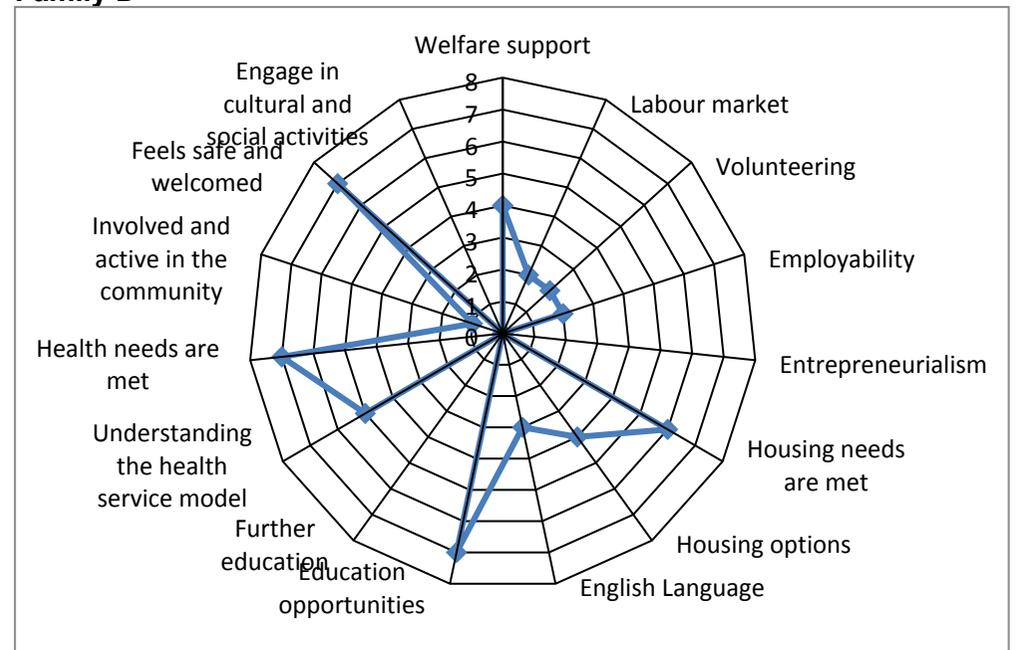 Welfare support
Engage in
cultural and
social activities
8
7
6
5
4
3
2
1
0
Labour market
Volunteering
Employability
Entrepreneurialism
Housing needs
are met
Housing options
English Language
Education
opportunities
Further
education
Understanding
the health
service model
Health needs are
met
Involved and
active in the
community
Feels safe and
welcomed